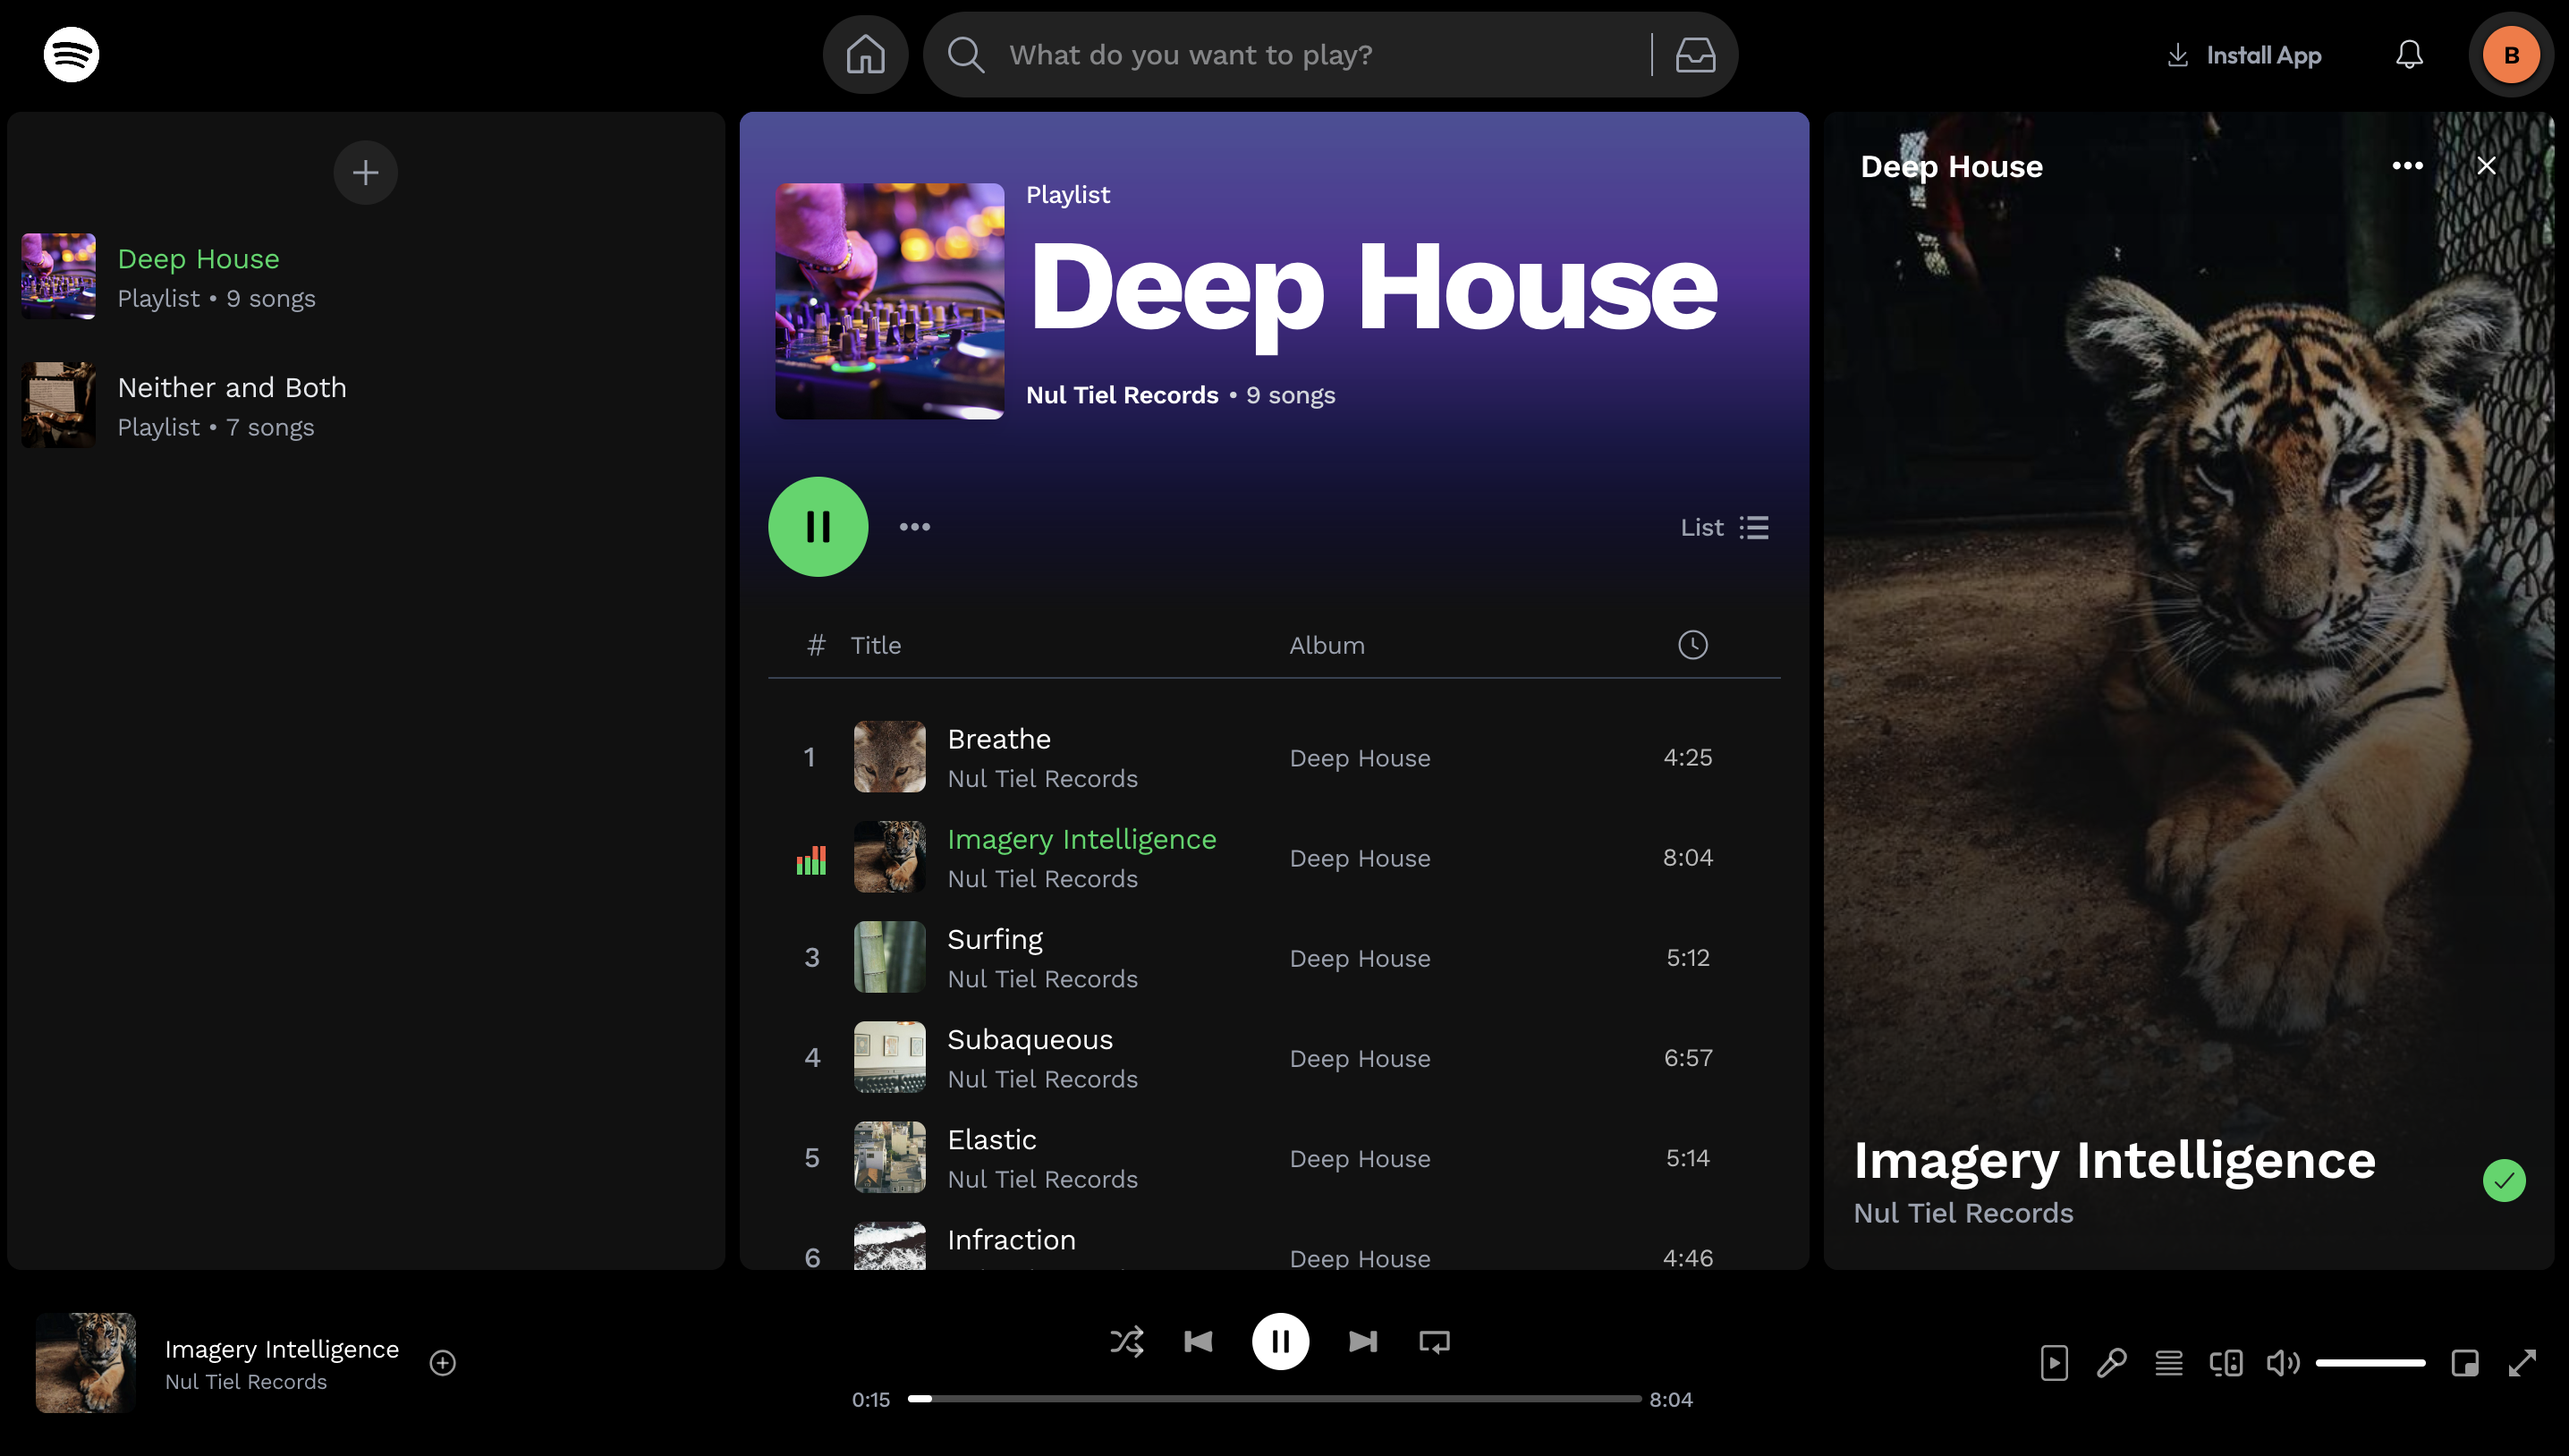 What do you want to play?
Install App
B
Deep House
Playlist • 9 songs
Neither and Both
Playlist • 7 songs
Playlist
Deep House
Nul Tiel Records • 9 songs
List
# Title Album
1 Breathe Deep House 4:25
Nul Tiel Records
Imagery Intelligence Deep House 8:04
Nul Tiel Records
3 Surfing Deep House 5:12
Nul Tiel Records
4 Subaqueous Deep House 6:57
Nul Tiel Records
5 Elastic Deep House 5:14
Nul Tiel Records
6 Infraction Deep House 4:46
Deep House
Imagery Intelligence
Nul Tiel Records
Imagery Intelligence
Nul Tiel Records
0:15 8:04